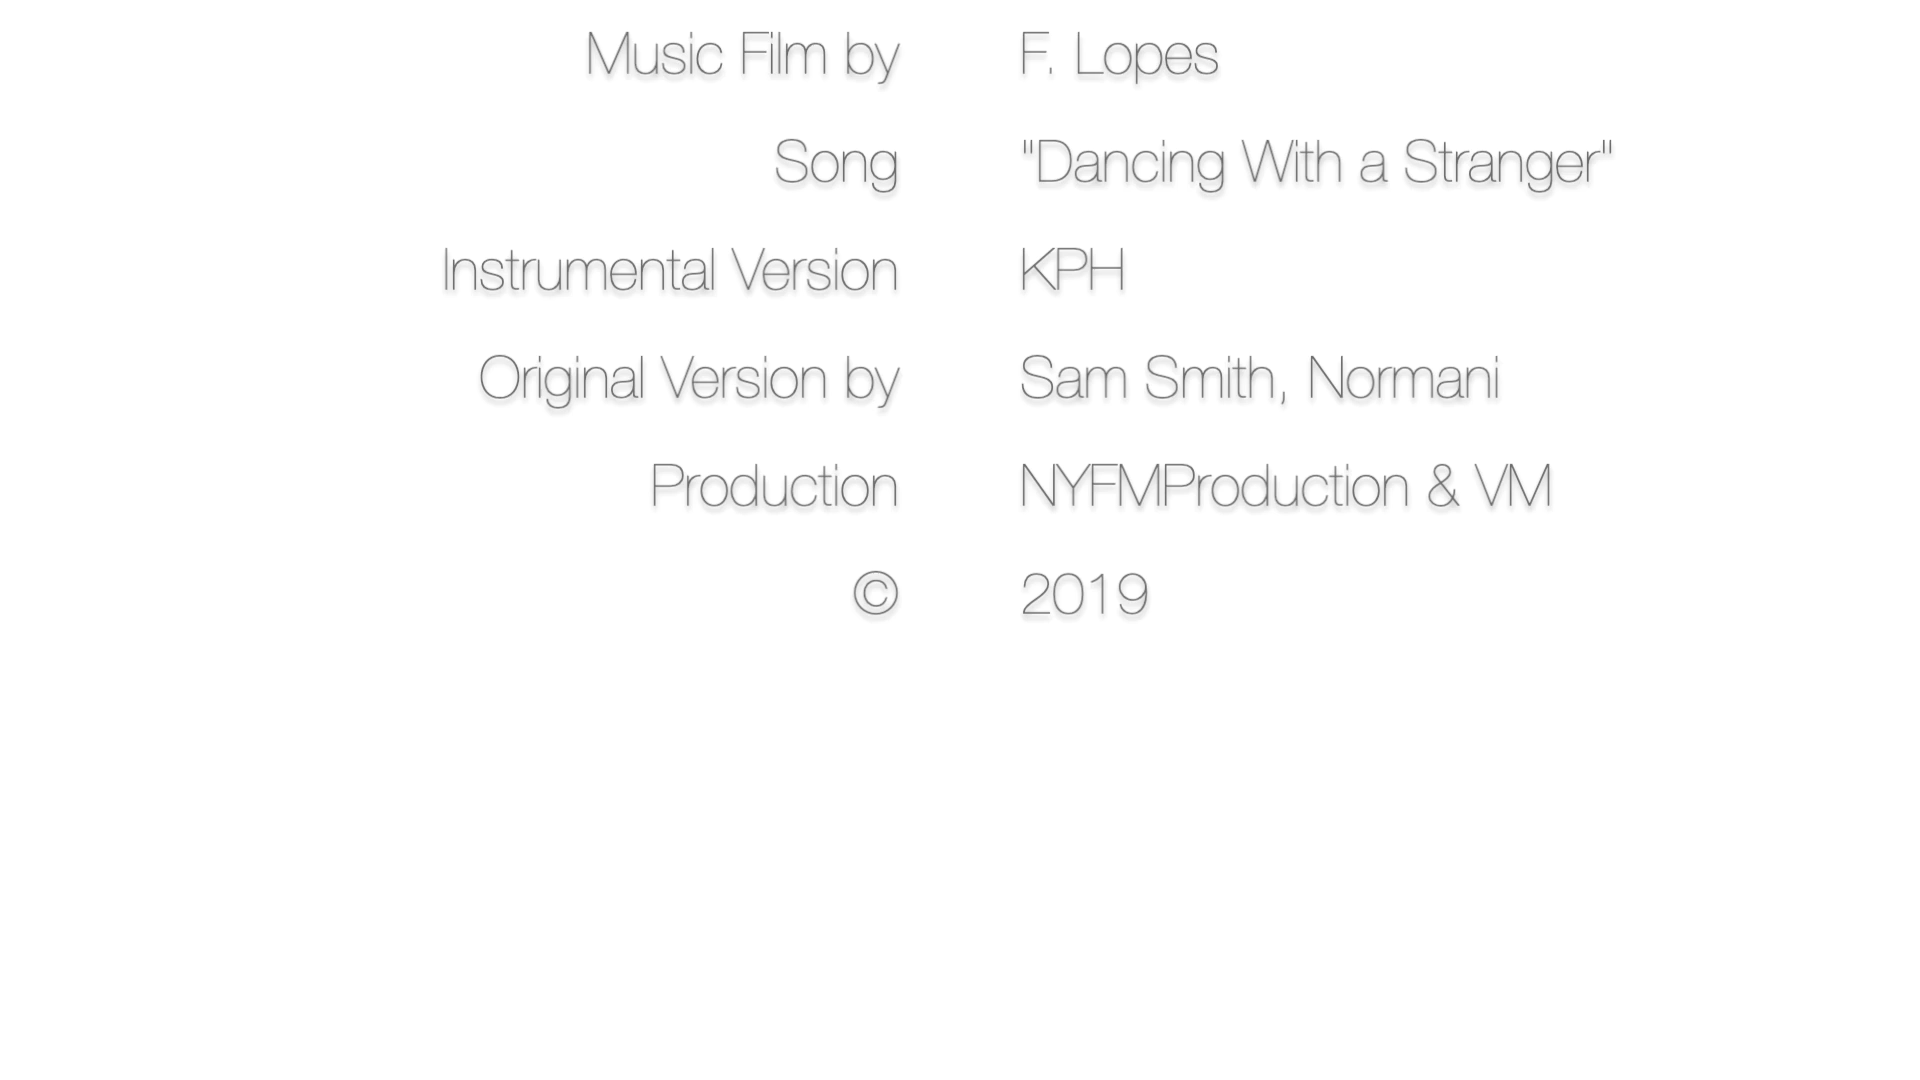 Music Film by F. Lopes
Song "Dancing With a Stranger"
Instrumental Version KPH
Original Version by Sam Smith, Normani
Production NYFMProduction & VM
© 2019